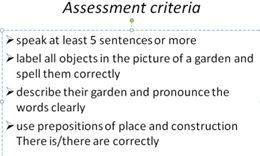 Assessment criteria
➢ speak at least 5 sentences or more
➢ label all objects in the picture of a garden and
spell them correctly
➢ describe their garden and pronounce the
words clearly
➢ use prepositions of place and construction
There is/there are correctly